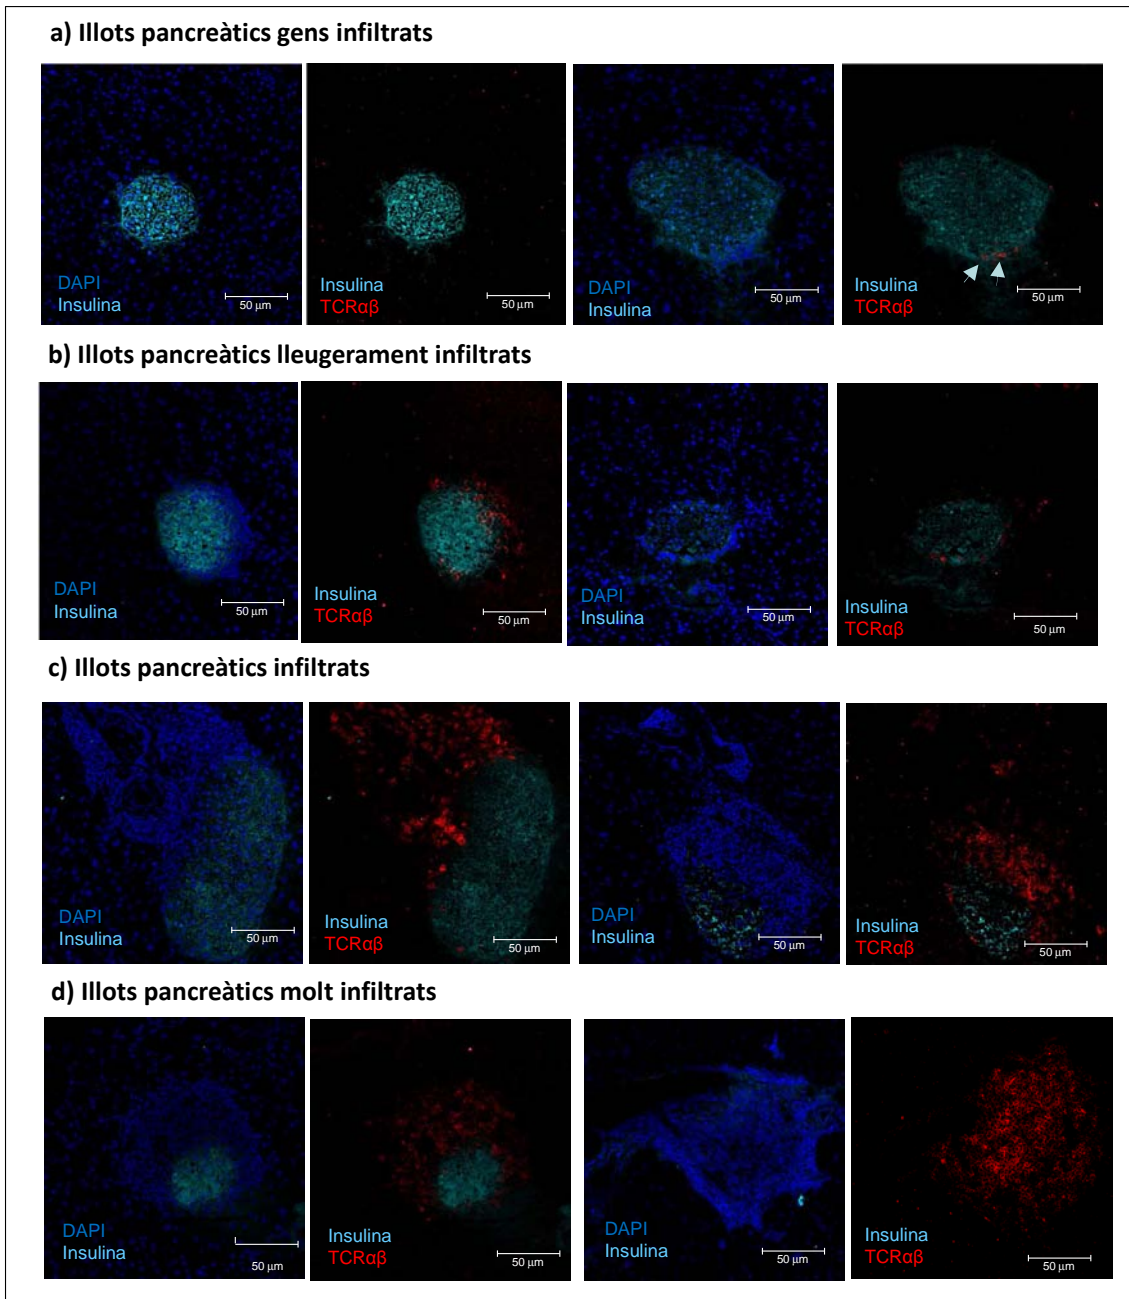 a) Illots pancreàtics gens infiltrats
DAPI
Insulina
50 µm
Insulina
TCRαβ
50 µm
DAPI
Insulina
50 µm
Insulina
TCRαβ
50 µm
b) Illots pancreàtics lleugerament infiltrats
DAPI
Insulina
50 µm
Insulina
TCRαβ
50 µm
DAPI
Insulina
50 µm
Insulina
TCRαβ
50 µm
c) Illots pancreàtics infiltrats
DAPI
Insulina
50 µm
Insulina
TCRαβ
50 µm
DAPI
Insulina
50 µm
Insulina
TCRαβ
50 µm
d) Illots pancreàtics molt infiltrats
DAPI
Insulina
50 µm
Insulina
TCRαβ
50 µm
DAPI
Insulina
50 µm
Insulina
TCRαβ
50 µm